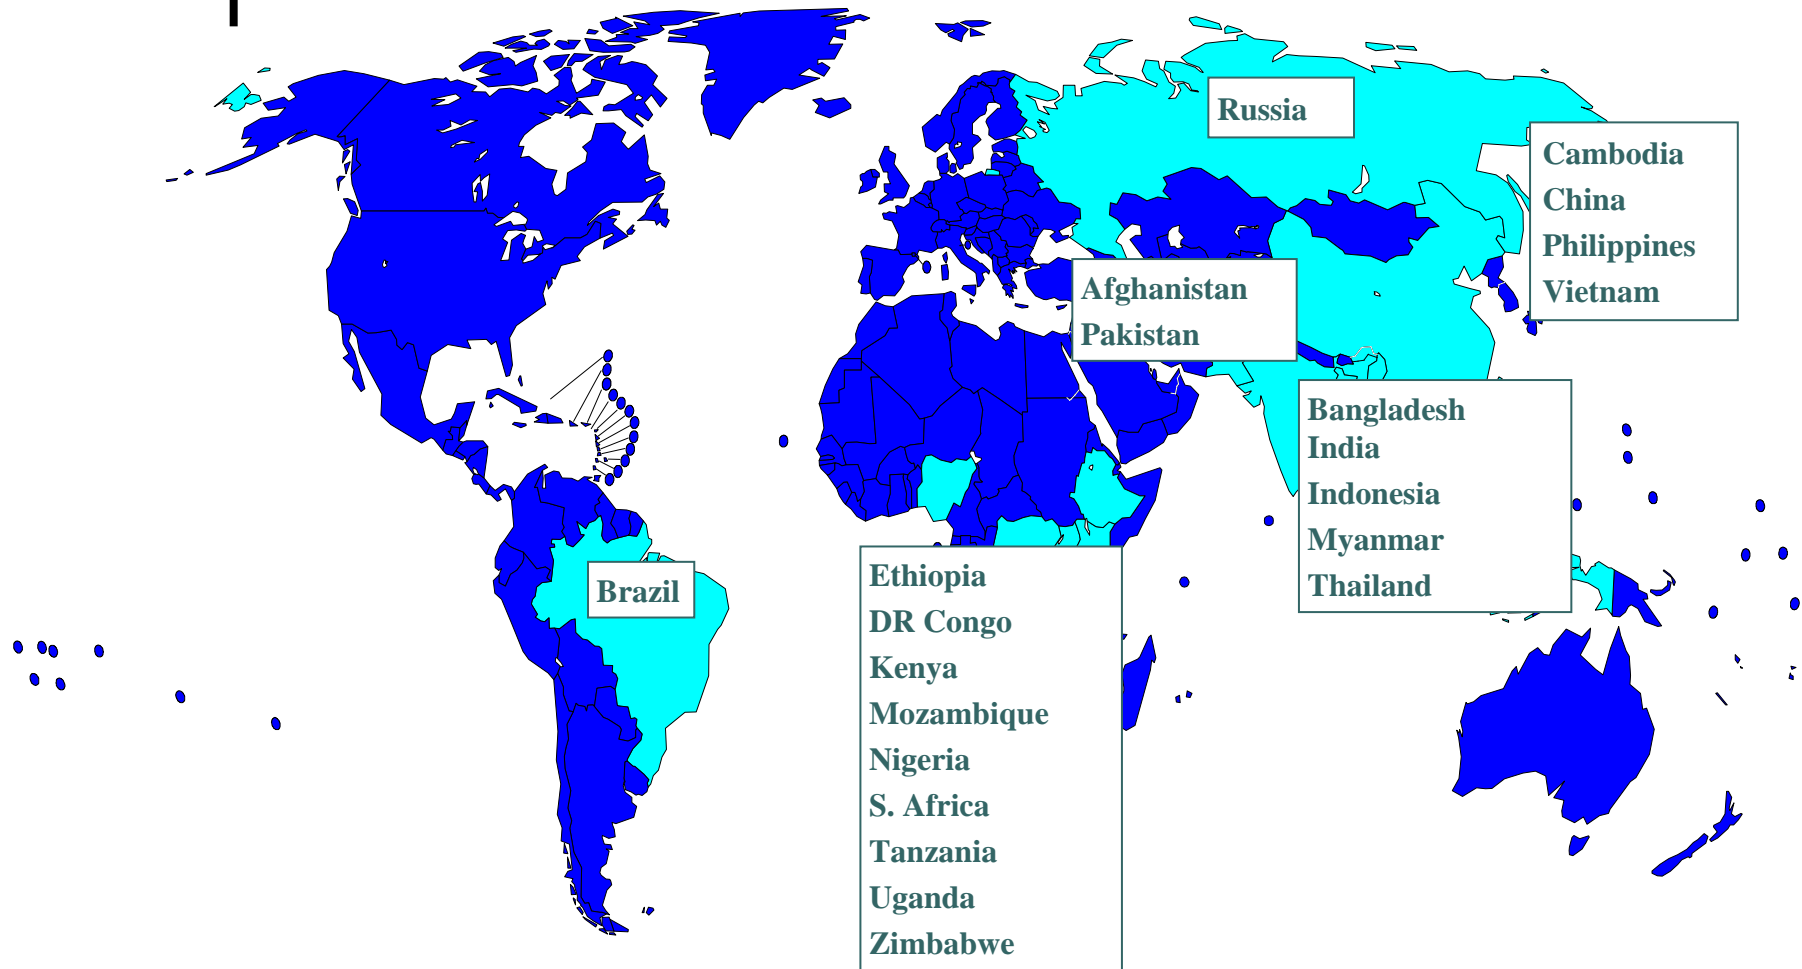 Russia
Cambodia
China
Philippines
Vietnam
Afghanistan
Pakistan
Bangladesh
India
Indonesia
Myanmar
Thailand
Brazil
Ethiopia
DR Congo
Kenya
Mozambique
Nigeria
S. Africa
Tanzania
Uganda
Zimbabwe